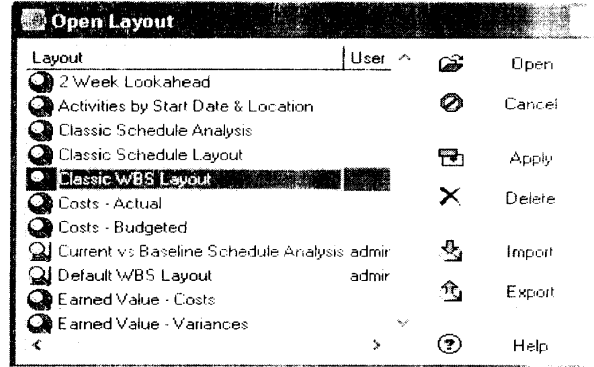 Open Layout
Layout User
2 Week Lookahead
Activities by Start Date & Location
Classic Schedule Analysis
Classic Schedule Layout
Classic WBS Layout
Costs - Actual
Costs - Budgeted
Current vs Baseline Schedule Analysis admir
Default WBS Layout admir
Earned Value - Costs
Earned Value - Variances
Open
Cancel
Apply
Delete
Import
Export
Help